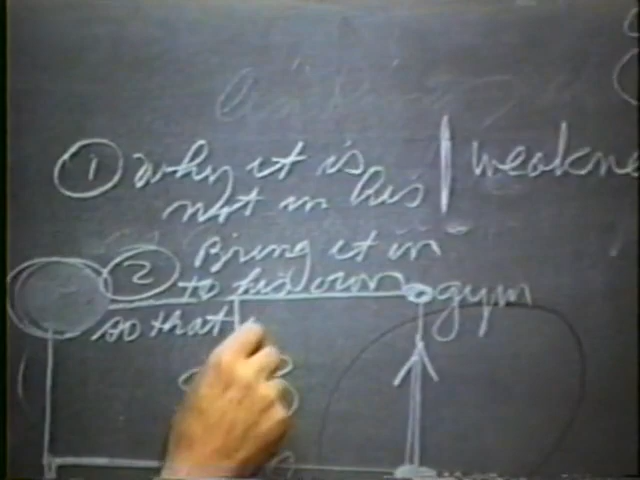 ① why it is
not in his
weakne
② Bring it in
to his own gym
so that